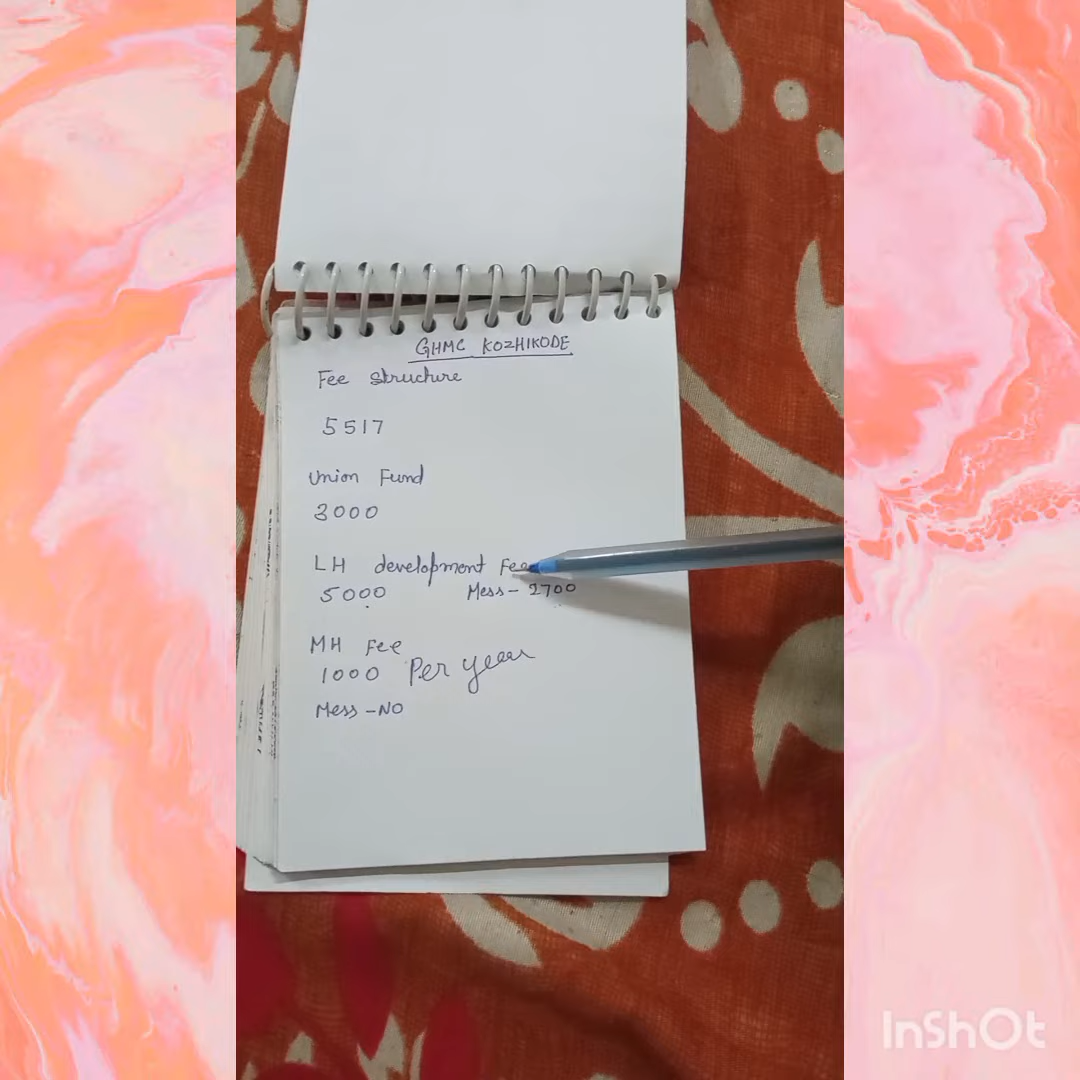 GHMC KOZHIKODE
Fee Structure
5517
Union Fund
3000
LH development Fee
5000 Mess - 2700
MH Fee
1000 Per year
Mess - NO
InShOt